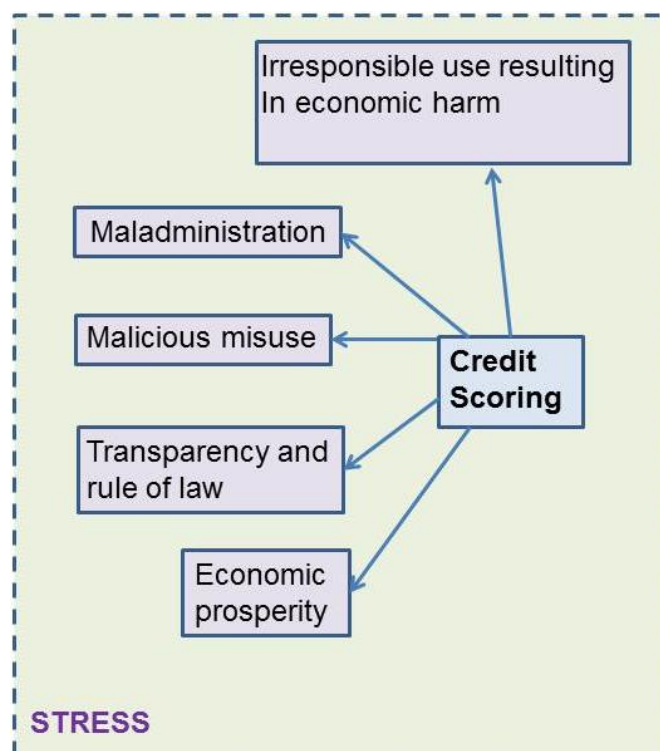 Irresponsible use resulting
In economic harm
Maladministration
Malicious misuse
Credit
Scoring
Transparency and
rule of law
Economic
prosperity
STRESS